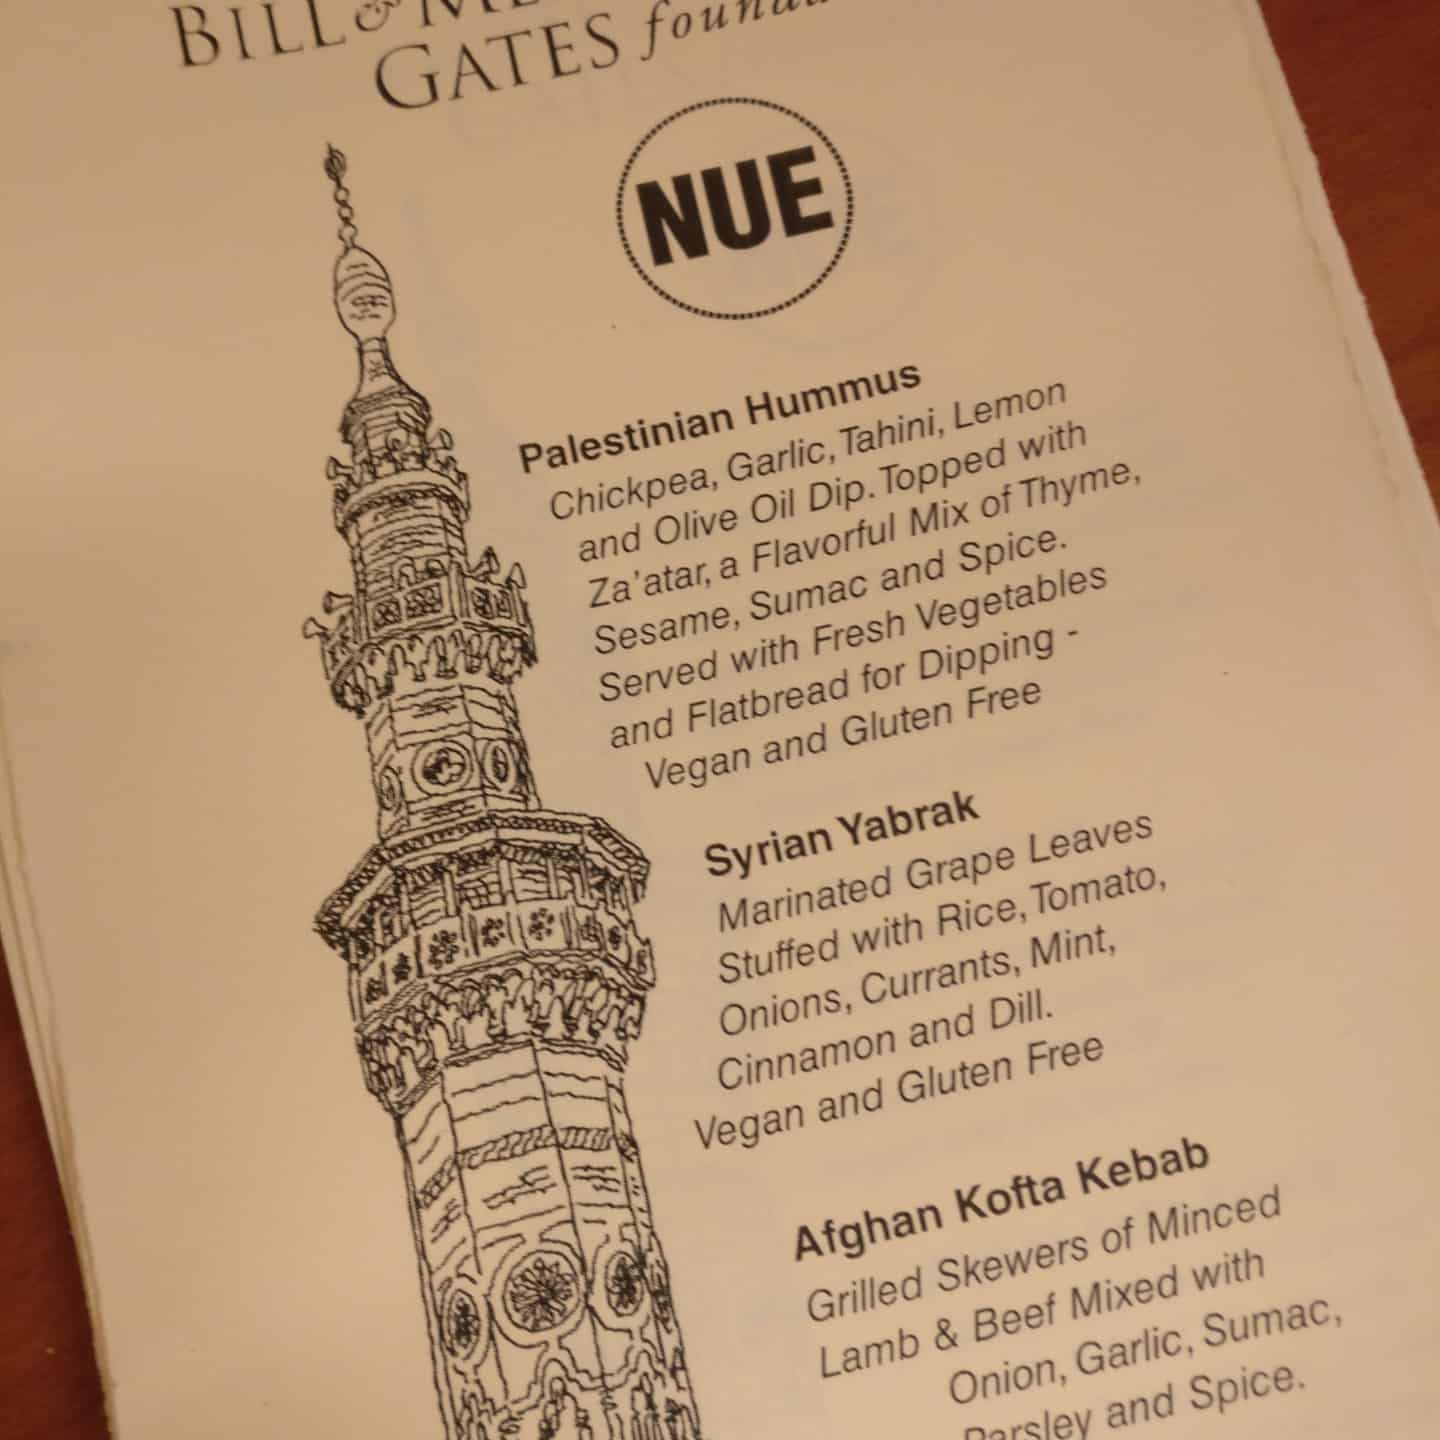 BILL &
GATES foun
NUE
Palestinian Hummus
Chickpea, Garlic, Tahini, Lemon
and Olive Oil Dip. Topped with
Za'atar, a Flavorful Mix of Thyme,
Sesame, Sumac and Spice.
Served with Fresh Vegetables
and Flatbread for Dipping -
Vegan and Gluten Free
Syrian Yabrak
Marinated Grape Leaves
Stuffed with Rice, Tomato,
Onions, Currants, Mint,
Cinnamon and Dill.
Vegan and Gluten Free
Afghan Kofta Kebab
Grilled Skewers of Minced
Lamb & Beef Mixed with
Onion, Garlic, Sumac,
Parsley and Spice.